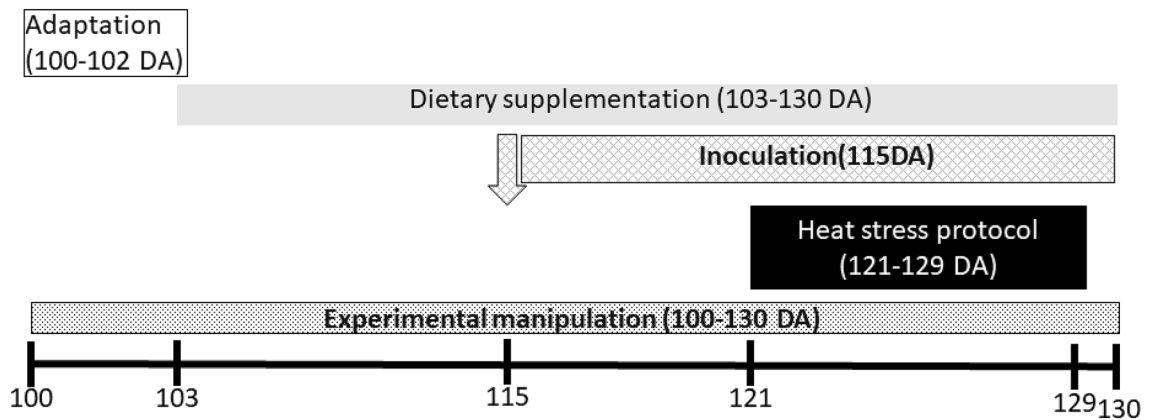 Adaptation
(100-102 DA)
Dietary supplementation (103-130 DA)
Inoculation(115DA)
Heat stress protocol
(121-129 DA)
Experimental manipulation (100-130 DA)
100 103 115 121 129 130